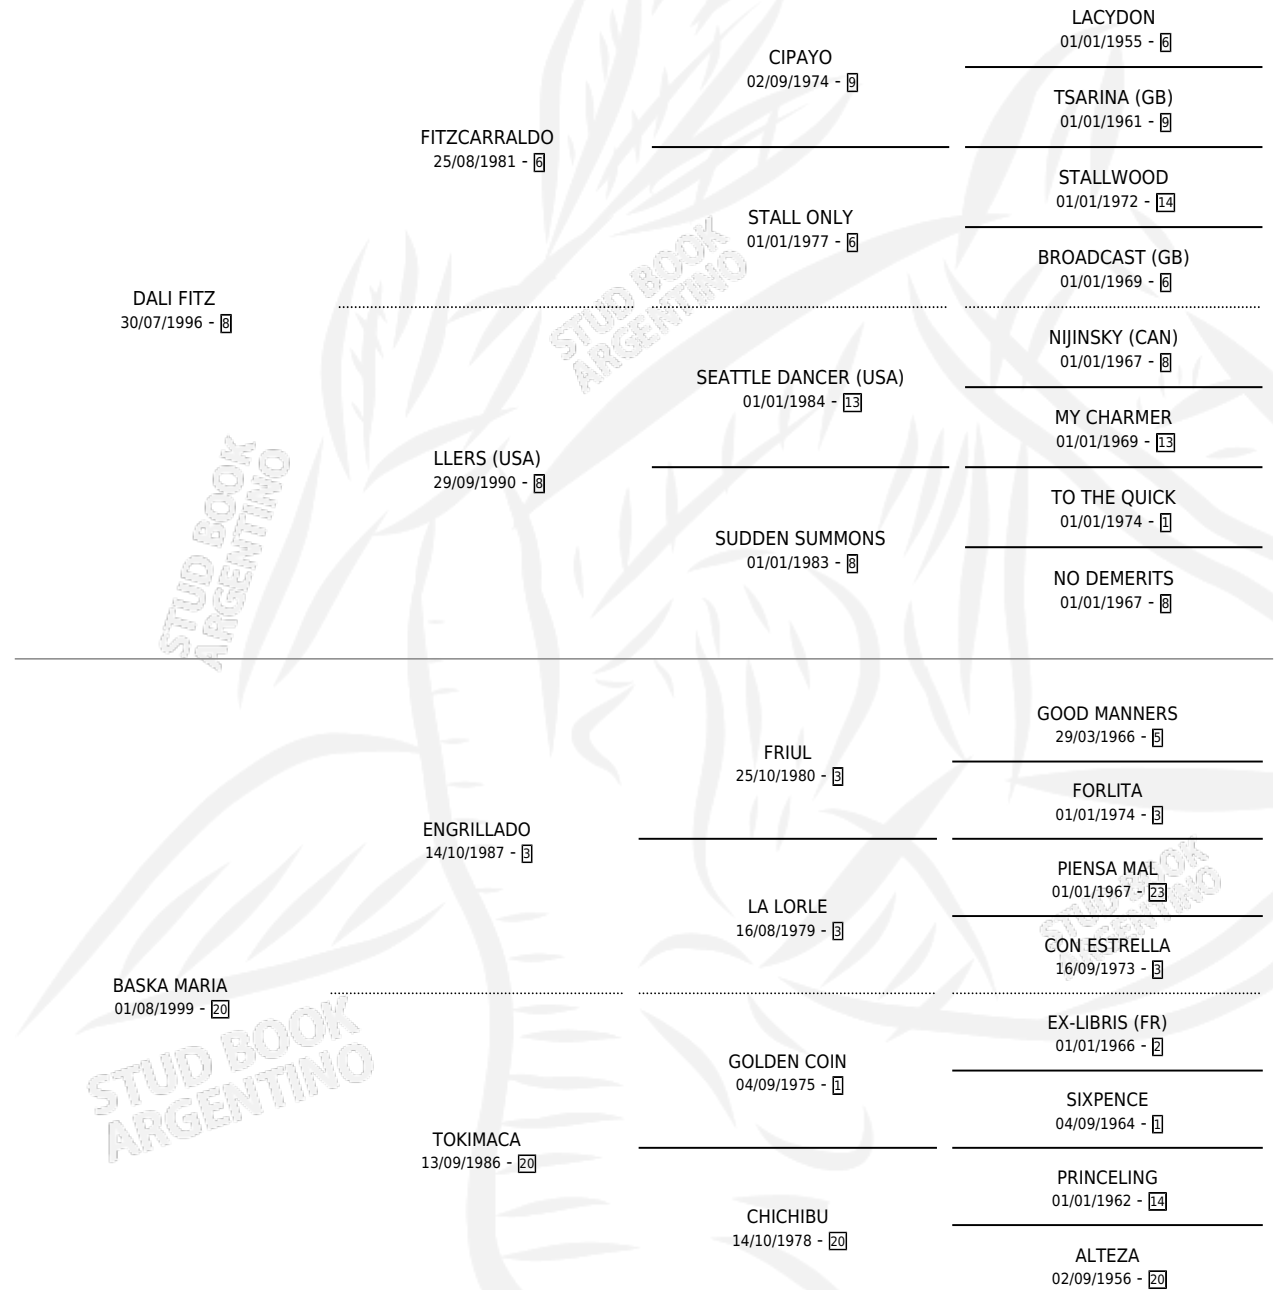 LACYDON
01/01/1955 - 6
CIPAYO
02/09/1974 - 9
TSARINA (GB)
01/01/1961 - 9
FITZCARRALDO
25/08/1981 - 6
STALLWOOD
01/01/1972 - 14
STALL ONLY
01/01/1977 - 6
BROADCAST (GB)
01/01/1969 - 6
DALI FITZ
30/07/1996 - 8
NIJINSKY (CAN)
01/01/1967 - 8
SEATTLE DANCER (USA)
01/01/1984 - 13
MY CHARMER
01/01/1969 - 13
LLERS (USA)
29/09/1990 - 8
TO THE QUICK
01/01/1974 - 1
SUDDEN SUMMONS
01/01/1983 - 8
NO DEMERITS
01/01/1967 - 8
STUD BOOK
ARGENTINO
STUD BOOK
ARGENTINO
GOOD MANNERS
29/03/1966 - 5
FRIUL
25/10/1980 - 3
FORLITA
01/01/1974 - 3
ENGRILLADO
14/10/1987 - 3
PIENSA MAL
01/01/1967 - 23
LA LORLE
16/08/1979 - 3
CON ESTRELLA
16/09/1973 - 3
STUD BOOK
ARGENTINO
BASKA MARIA
01/08/1999 - 20
EX-LIBRIS (FR)
01/01/1966 - 2
GOLDEN COIN
04/09/1975 - 1
SIXPENCE
04/09/1964 - 1
STUD BOOK
ARGENTINO
TOKIMACA
13/09/1986 - 20
PRINCELING
01/01/1962 - 14
CHICHIBU
14/10/1978 - 20
ALTEZA
02/09/1956 - 20